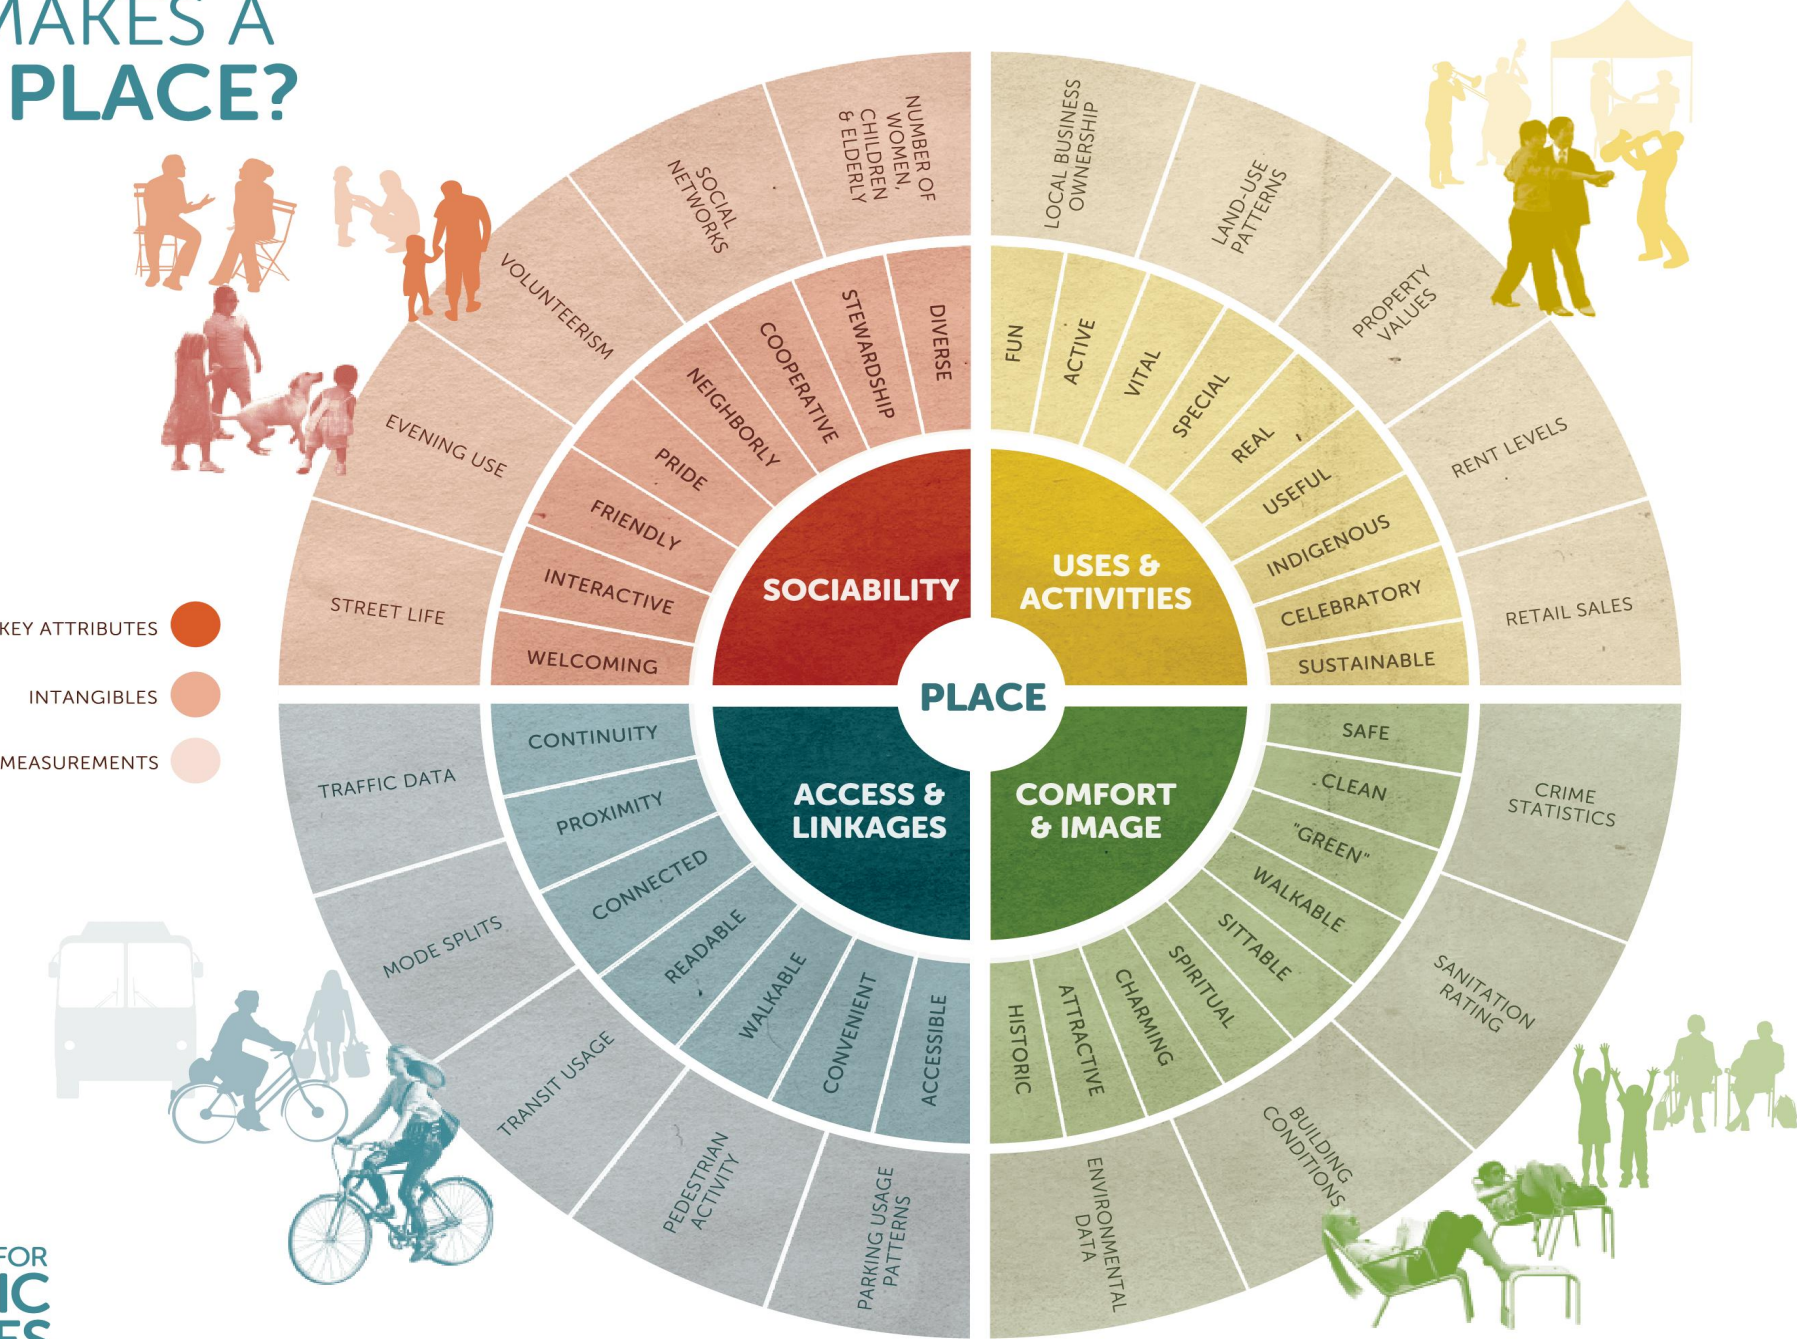 MAKES A
PLACE?
NUMBER OF
WOMEN,
CHILDREN
& ELDERLY
SOCIAL
NETWORKS
VOLUNTEERISM
EVENING USE
STREET LIFE
LOCAL BUSINESS
OWNERSHIP
LAND-USE
PATTERNS
PROPERTY
VALUES
RENT LEVELS
RETAIL SALES
DIVERSE
STEWARDSHIP
COOPERATIVE
NEIGHBORLY
PRIDE
FRIENDLY
INTERACTIVE
WELCOMING
FUN
ACTIVE
VITAL
SPECIAL
REAL
USEFUL
INDIGENOUS
CELEBRATORY
SUSTAINABLE
SOCIABILITY
USES &
ACTIVITIES
PLACE
ACCESS &
LINKAGES
COMFORT
& IMAGE
KEY ATTRIBUTES
INTANGIBLES
MEASUREMENTS
CONTINUITY
PROXIMITY
CONNECTED
READABLE
WALKABLE
CONVENIENT
ACCESSIBLE
SAFE
CLEAN
"GREEN"
WALKABLE
SITTABLE
SPIRITUAL
CHARMING
ATTRACTIVE
HISTORIC
TRAFFIC DATA
MODE SPLITS
TRANSIT USAGE
PEDESTRIAN
ACTIVITY
PARKING USAGE
PATTERNS
CRIME
STATISTICS
SANITATION
RATING
BUILDING
CONDITIONS
ENVIRONMENTAL
DATA
FOR
IC
ES